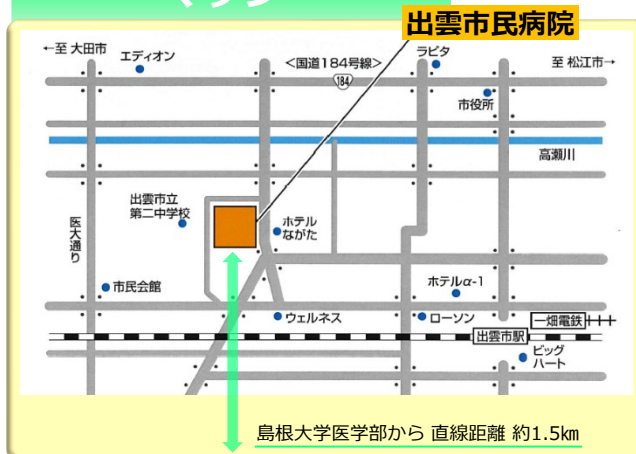 マップ
出雲市民病院
←至 大田市
エディオン
<国道184号線>
184
ラピタ
至 松江市→
市役所
高瀬川
出雲市立
第二中学校
医大通り
ホテル
ながた
市民会館
ホテルα-1
ウェルネス
ローソン
一畑電鉄
出雲市駅
ビッグ
ハート
島根大学医学部から 直線距離 約1.5km